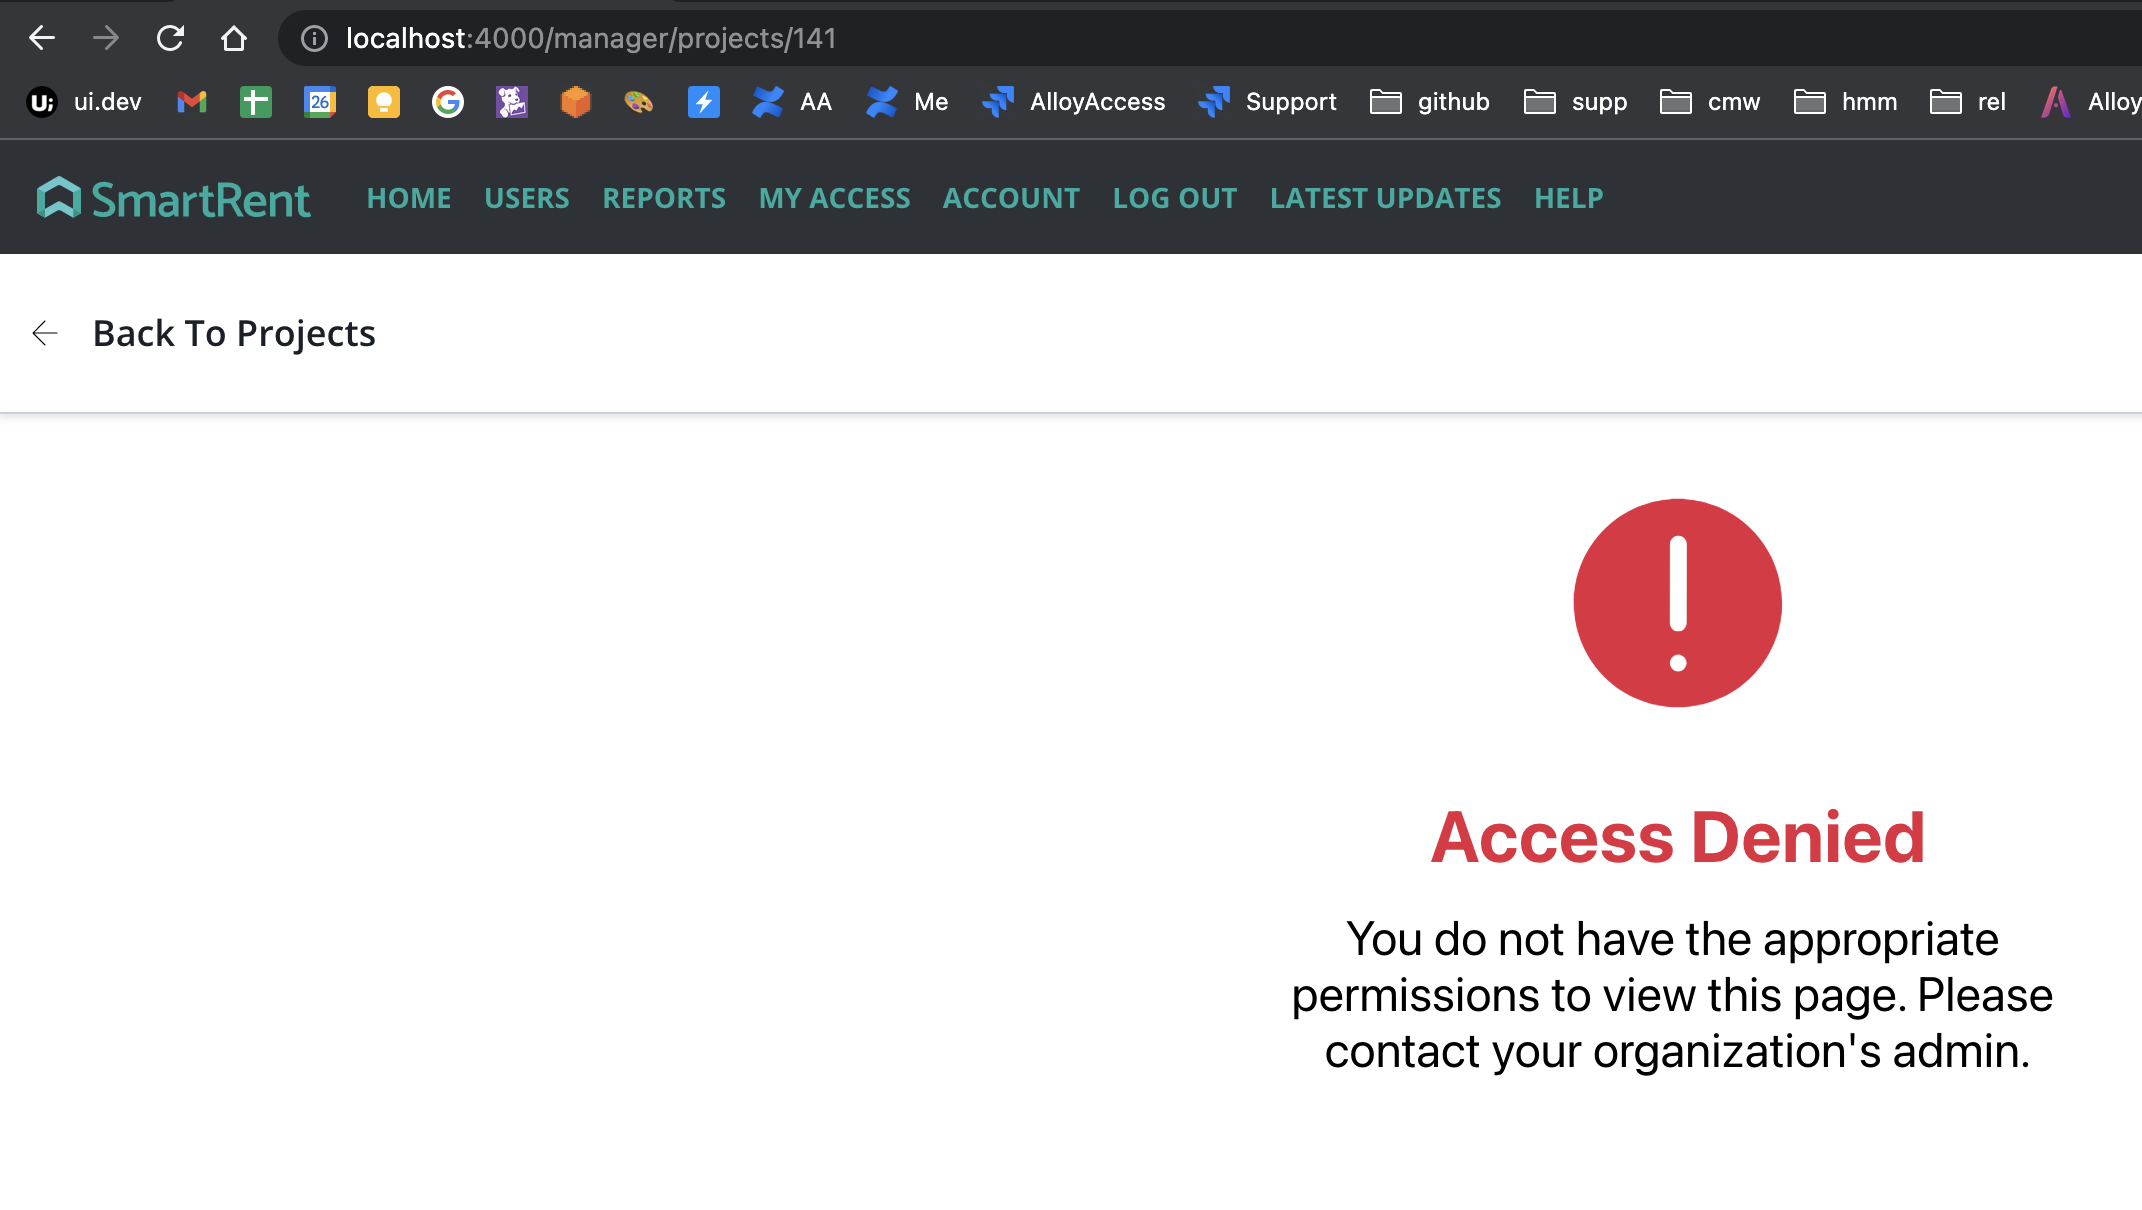 localhost:4000/manager/projects/141
U; ui.dev 26 AA Me AlloyAccess Support github supp cmw hmm rel Alloy
SmartRent HOME USERS REPORTS MY ACCESS ACCOUNT LOG OUT LATEST UPDATES HELP
Back To Projects
Access Denied
You do not have the appropriate
permissions to view this page. Please
contact your organization's admin.